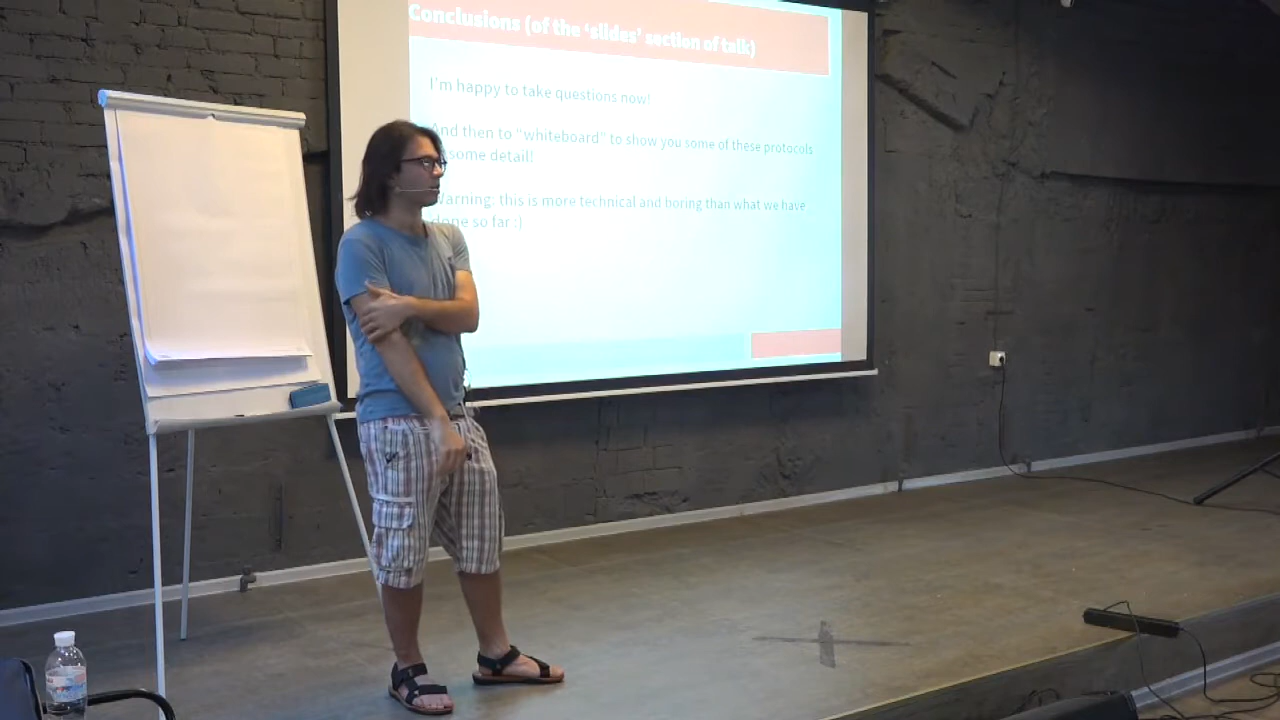 Conclusions (of the 'slides' section of talk)
I'm happy to take questions now!
And then to "whiteboard" to show you some of these protocols
some detail!
Warning: this is more technical and boring than what we have
done so far :)